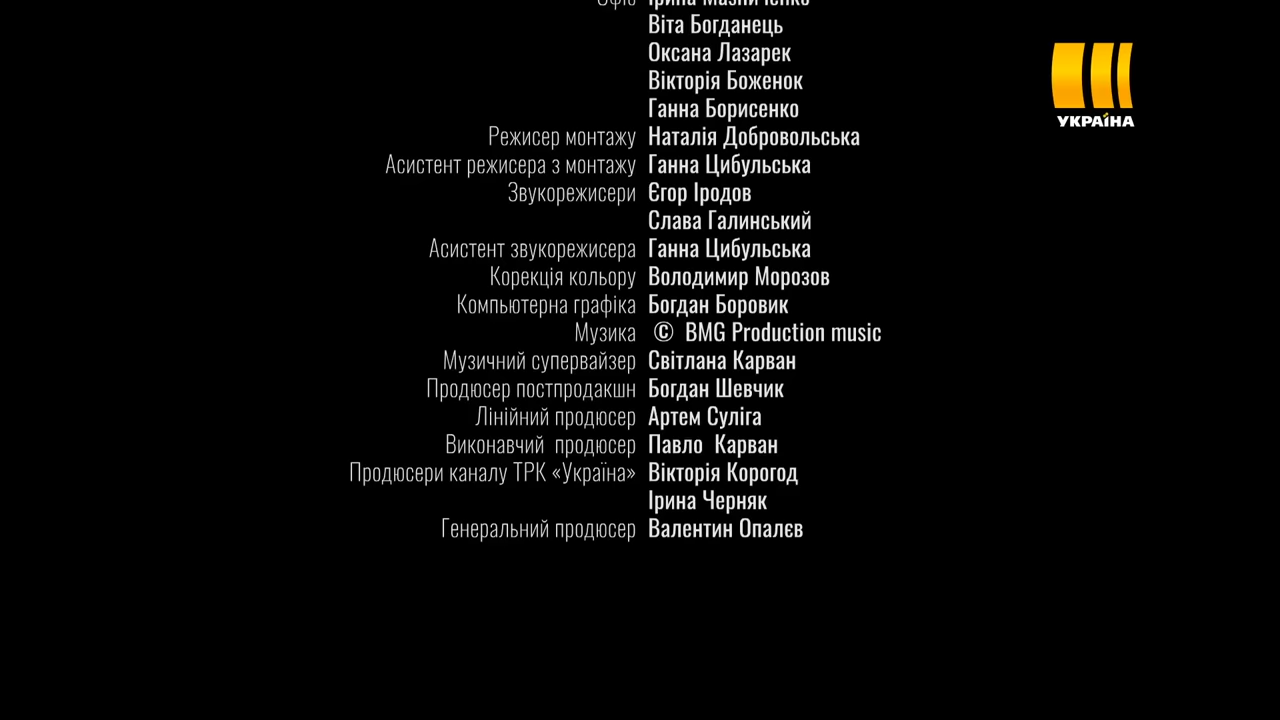 Віта Богданець
Оксана Лазарек
Вікторія Боженок
Ганна Борисенко
Режисер монтажу Наталія Добровольська
Асистент режисера з монтажу Ганна Цибульська
Звукорежисери Єгор Іродов
Слава Галинський
Асистент звукорежисера Ганна Цибульська
Корекція кольору Володимир Морозов
Компьютерна графіка Богдан Боровик
Музика © BMG Production music
Музичний супервайзер Світлана Карван
Продюсер постпродакшн Богдан Шевчик
Лінійний продюсер Артем Суліга
Виконавчий продюсер Павло Карван
Продюсери каналу ТРК «Україна» Вікторія Корогод
Ірина Черняк
Генеральний продюсер Валентин Опалєв
УКРАЇНА